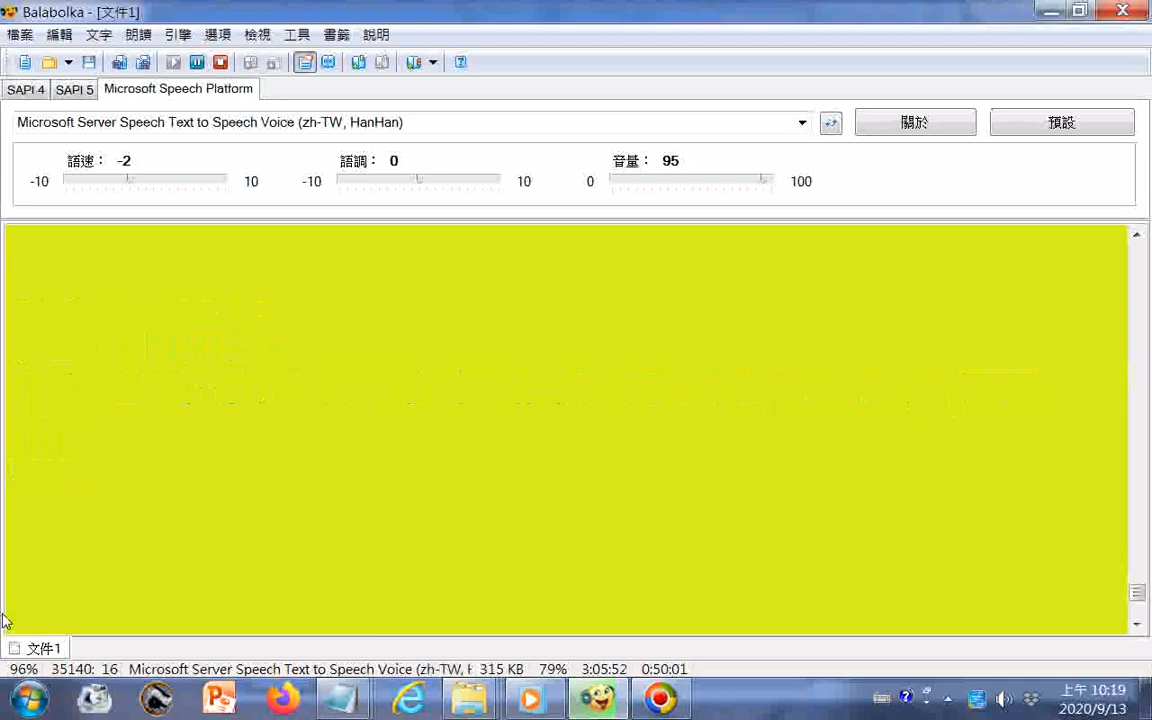 Balabolka - [文件1]
檔案 編輯 文字 朗讀 引擎 選項 檢視 工具 書籤 說明
SAPI 4 SAPI 5 Microsoft Speech Platform
Microsoft Server Speech Text to Speech Voice (zh-TW, HanHan) 關於 預設
語速： -2 語調： 0 音量： 95
-10 10 -10 10 0 100
文件1
96% 35140: 16 Microsoft Server Speech Text to Speech Voice (zh-TW, 315 KB 79% 3:05:52 0:50:01
上午 10:19
2020/9/13